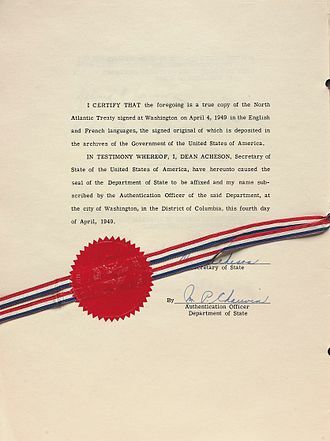 I CERTIFY THAT the foregoing is a true copy of the North
Atlantic Treaty signed at Washington on April 4, 1949 in the English
and French languages, the signed original of which is deposited in
the archives of the Government of the United States of America.
IN TESTIMONY WHEREOF, I, DEAN ACHESON, Secretary of
State of the United States of America, have hereunto caused the
seal of the Department of State to be affixed and my name sub-
scribed by the Authentication Officer of the said Department, at
the city of Washington, in the District of Columbia, this fourth day
of April, 1949.
Secretary of State
By M. P. Chauvin
Authentication Officer
Department of State